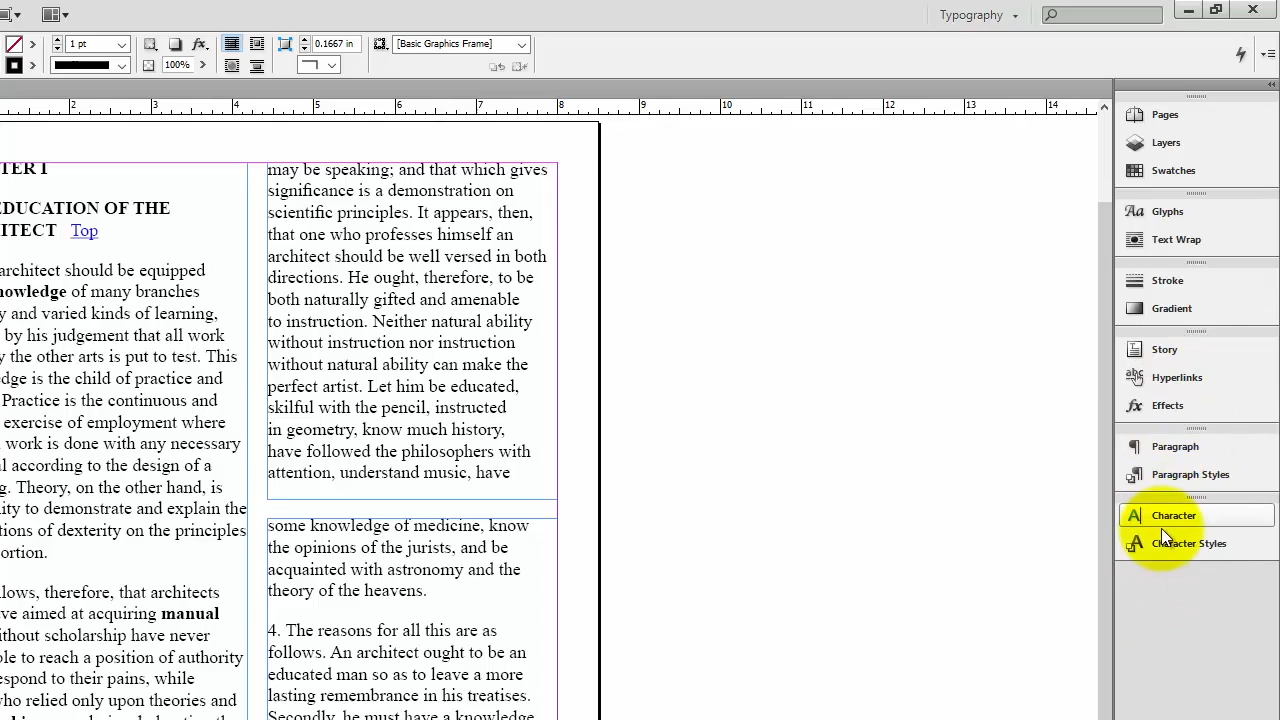 Typography
1 pt
0.1667 in
[Basic Graphics Frame]
100%
2 3 4 5 6 7 8 9 10 11 12 13 14
TER I
EDUCATION OF THE
ITECT Top
architect should be equipped
nowledge of many branches
y and varied kinds of learning,
by his judgement that all work
y the other arts is put to test. This
edge is the child of practice and
Practice is the continuous and
exercise of employment where
work is done with any necessary
l according to the design of a
g. Theory, on the other hand, is
lity to demonstrate and explain the
tions of dexterity on the principles
ortion.
llows, therefore, that architects
ve aimed at acquiring manual
ithout scholarship have never
ble to reach a position of authority
espond to their pains, while
who relied only upon theories and
may be speaking; and that which gives
significance is a demonstration on
scientific principles. It appears, then,
that one who professes himself an
architect should be well versed in both
directions. He ought, therefore, to be
both naturally gifted and amenable
to instruction. Neither natural ability
without instruction nor instruction
without natural ability can make the
perfect artist. Let him be educated,
skilful with the pencil, instructed
in geometry, know much history,
have followed the philosophers with
attention, understand music, have
some knowledge of medicine, know
the opinions of the jurists, and be
acquainted with astronomy and the
theory of the heavens.
4. The reasons for all this are as
follows. An architect ought to be an
educated man so as to leave a more
lasting remembrance in his treatises.
Secondly, he must have a knowledge
Pages
Layers
Swatches
Glyphs
Text Wrap
Stroke
Gradient
Story
Hyperlinks
Effects
Paragraph
Paragraph Styles
Character
Character Styles